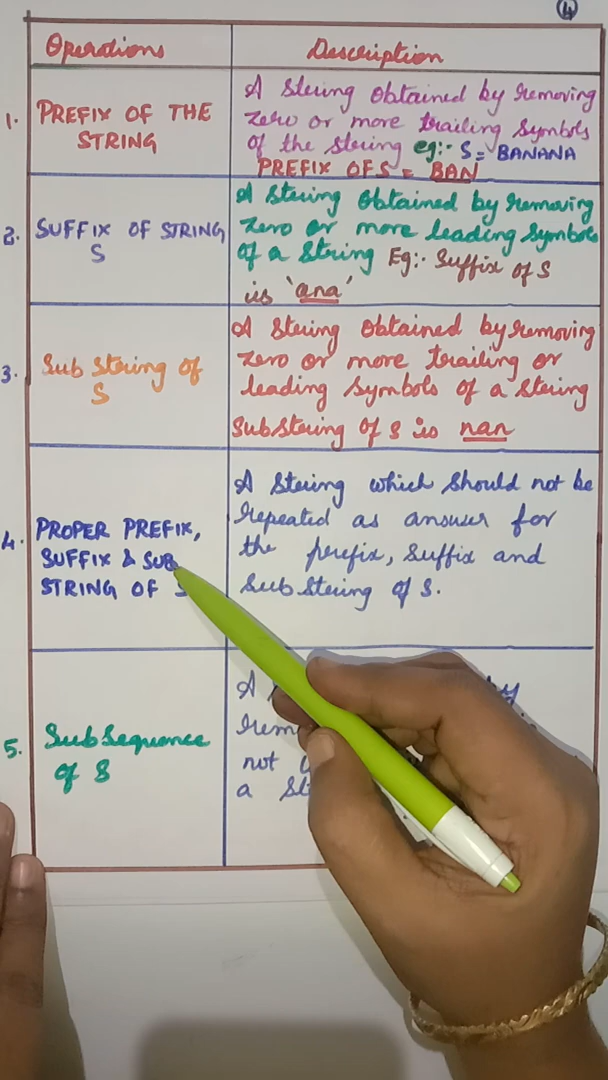 4
Operations
Description
1. PREFIX OF THE
STRING
A string obtained by removing
zero or more trailing symbols
of the string eg:- S = BANANA
PREFIX OF S = BAN
2. SUFFIX OF STRING
S
A string obtained by removing
zero or more leading symbols
of a string Eg:- Suffix of S
is 'ana'
3. Sub string of
S
A string obtained by removing
zero or more trailing or
leading symbols of a string
substring of S is nan
4. PROPER PREFIX,
SUFFIX & SUB
STRING OF
A string which should not be
repeated as answer for
the prefix, suffix and
substring of S.
5. Subsequence
of S
A
not
a